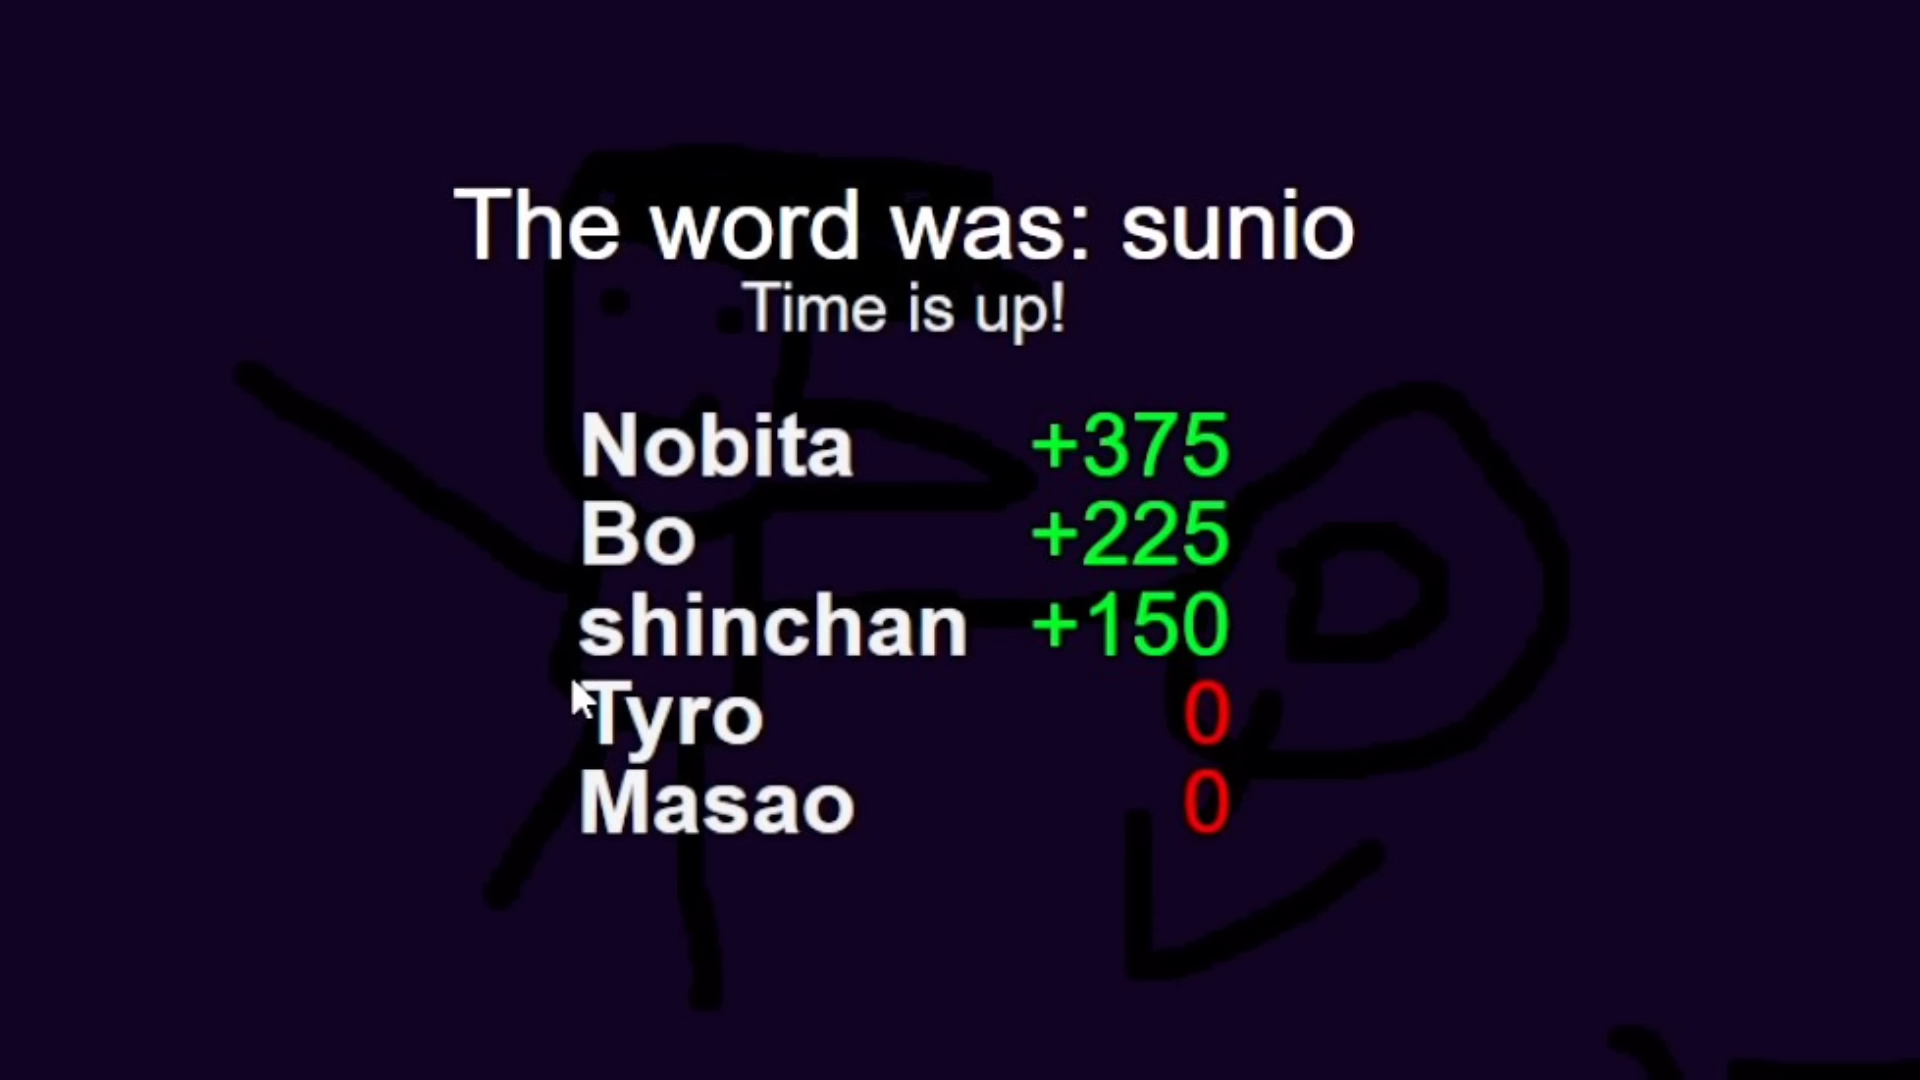 The word was: sunio
Time is up!
Nobita +375
Bo +225
shinchan +150
Tyro 0
Masao 0